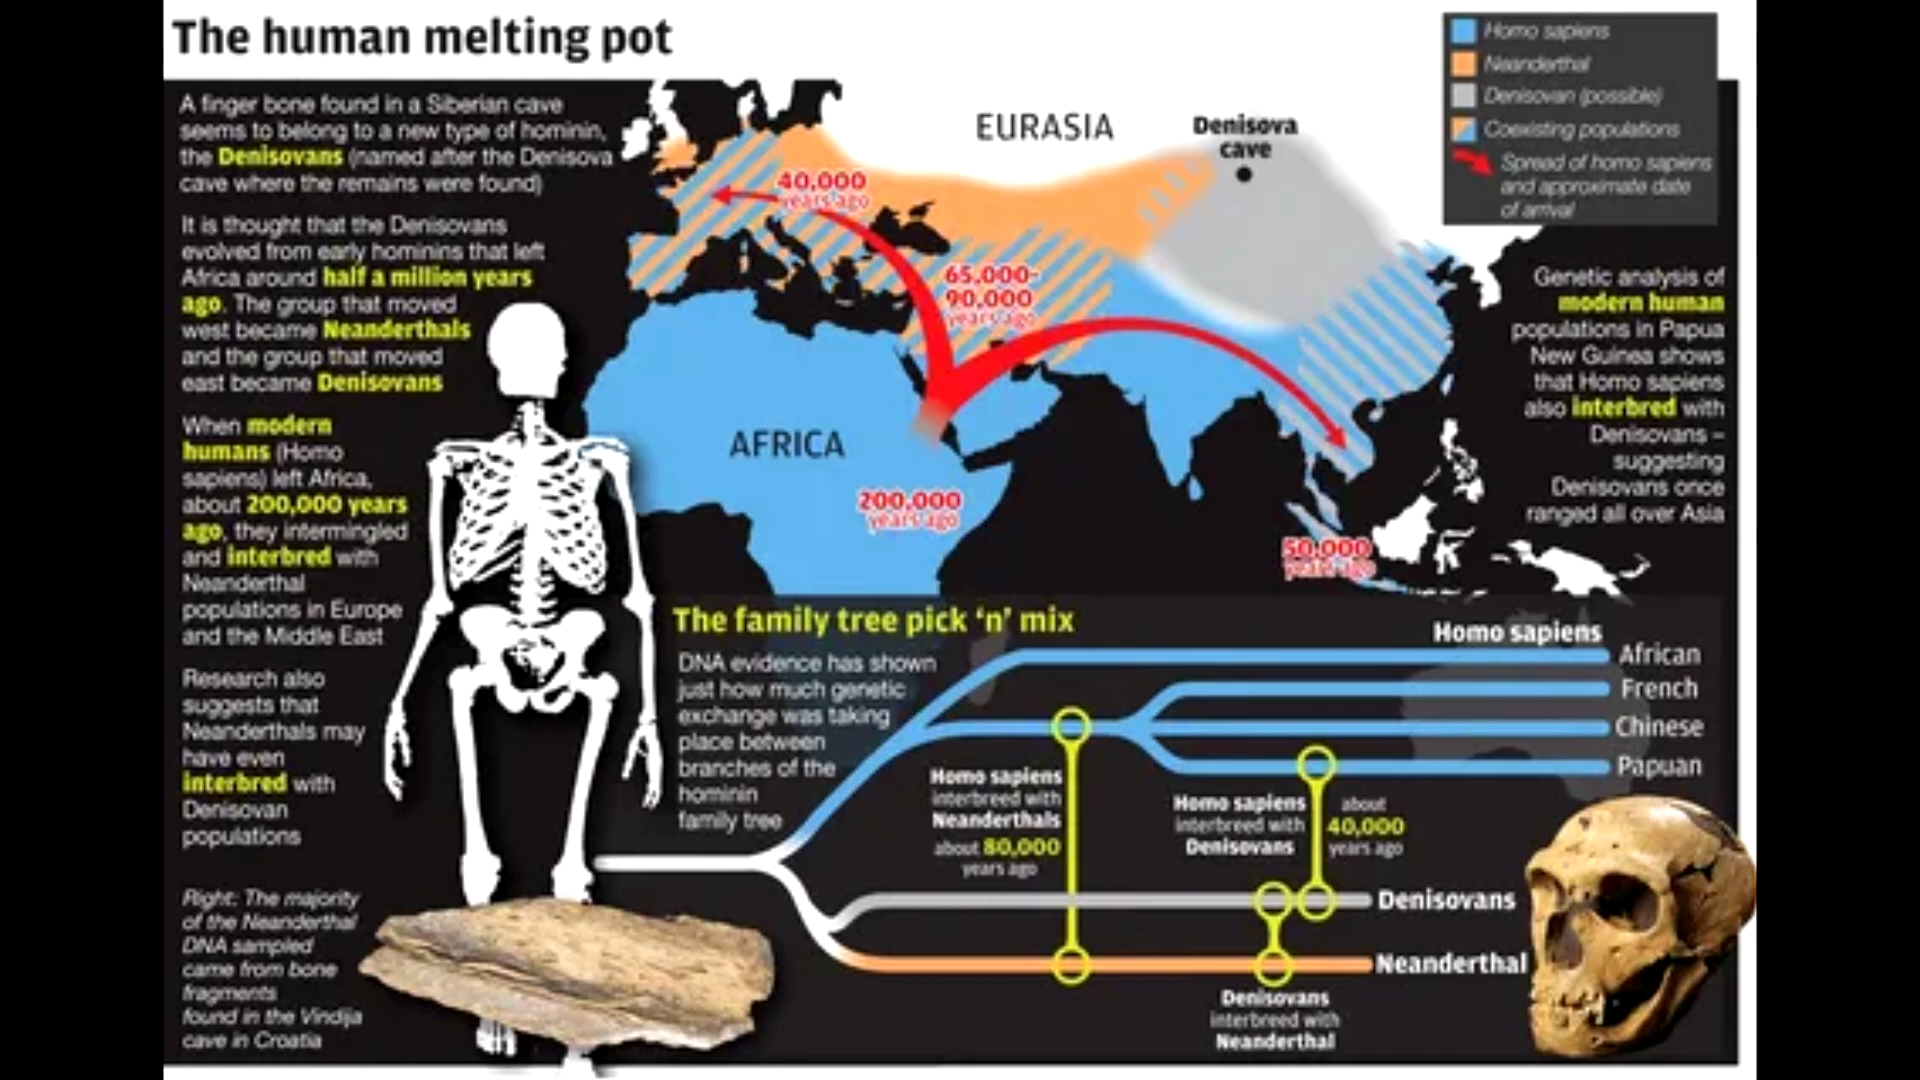 The human melting pot
A finger bone found in a Siberian cave
seems to belong to a new type of hominin,
the Denisovans (named after the Denisova
cave where the remains were found)
It is thought that the Denisovans
evolved from early hominins that left
Africa around half a million years
ago. The group that moved
west became Neanderthals
and the group that moved
east became Denisovans
When modern
humans (Homo
sapiens) left Africa,
about 200,000 years
ago, they intermingled
and interbred with
Neanderthal
populations in Europe
and the Middle East
Research also
suggests that
Neanderthals may
have even
interbred with
Denisovan
populations
Right: The majority
of the Neanderthal
DNA sampled
came from bone
fragments
found in the Vindija
cave in Croatia
EURASIA
Denisova
cave
40,000
years ago
65,000-
90,000
years ago
AFRICA
200,000
years ago
50,000
years ago
Homo sapiens
Neanderthal
Denisovan (possible)
Coexisting populations
Spread of homo sapiens
and approximate date
of arrival
Genetic analysis of
modern human
populations in Papua
New Guinea shows
that Homo sapiens
also interbred with
Denisovans –
suggesting
Denisovans once
ranged all over Asia
The family tree pick ‘n’ mix
DNA evidence has shown
just how much genetic
exchange was taking
place between
branches of the
hominin
family tree
Homo sapiens
African
French
Chinese
Papuan
Homo sapiens
interbreed with
Neanderthals
about 80,000
years ago
Homo sapiens
interbreed with
Denisovans
about
40,000
years ago
Denisovans
Neanderthal
Denisovans
interbreed with
Neanderthal